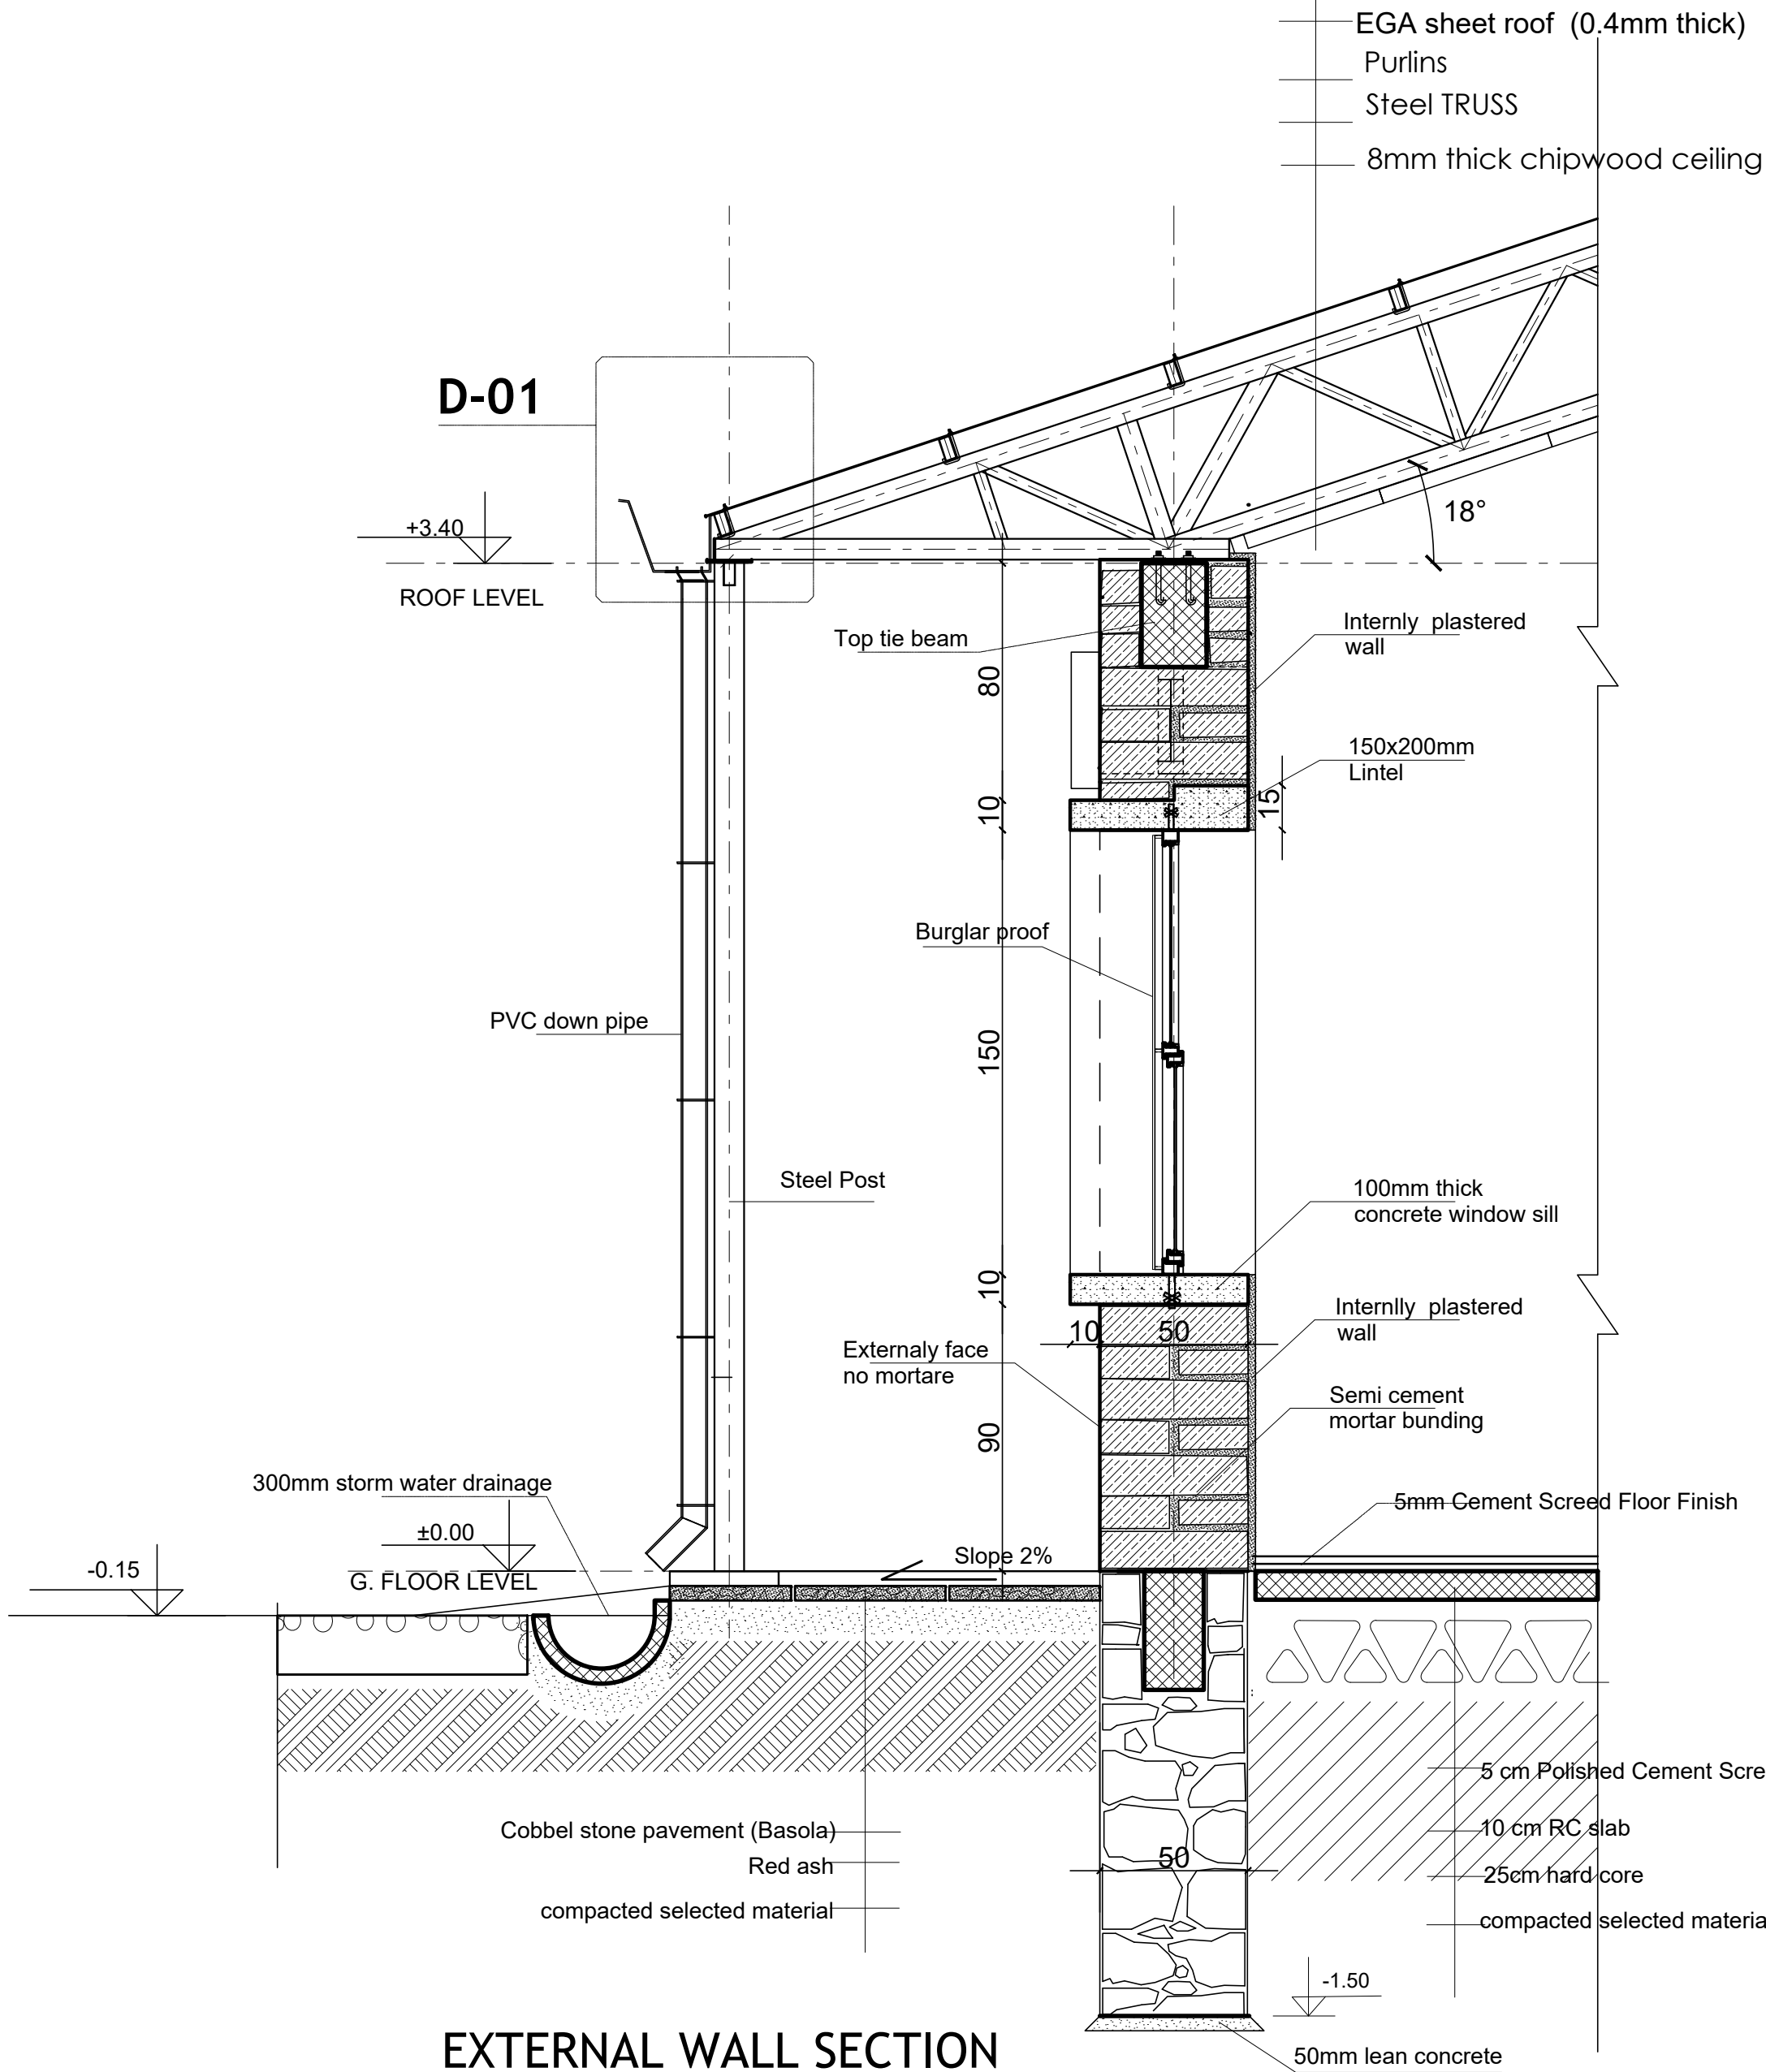 EGA sheet roof (0.4mm thick)
Purlins
Steel TRUSS
8mm thick chipwood ceiling
D-01
18°
+3.40
ROOF LEVEL
Top tie beam
Internly plastered
wall
80
150x200mm
Lintel
10
15
Burglar proof
PVC down pipe
150
Steel Post
100mm thick
concrete window sill
10
Internlly plastered
wall
10
50
Externaly face
no mortare
Semi cement
mortar bunding
90
300mm storm water drainage
5mm Cement Screed Floor Finish
±0.00
G. FLOOR LEVEL
-0.15
Slope 2%
5 cm Polished Cement Scre
Cobbel stone pavement (Basola)
10 cm RC slab
Red ash
50
25cm hard core
compacted selected material
compacted selected materia
-1.50
EXTERNAL WALL SECTION
50mm lean concrete